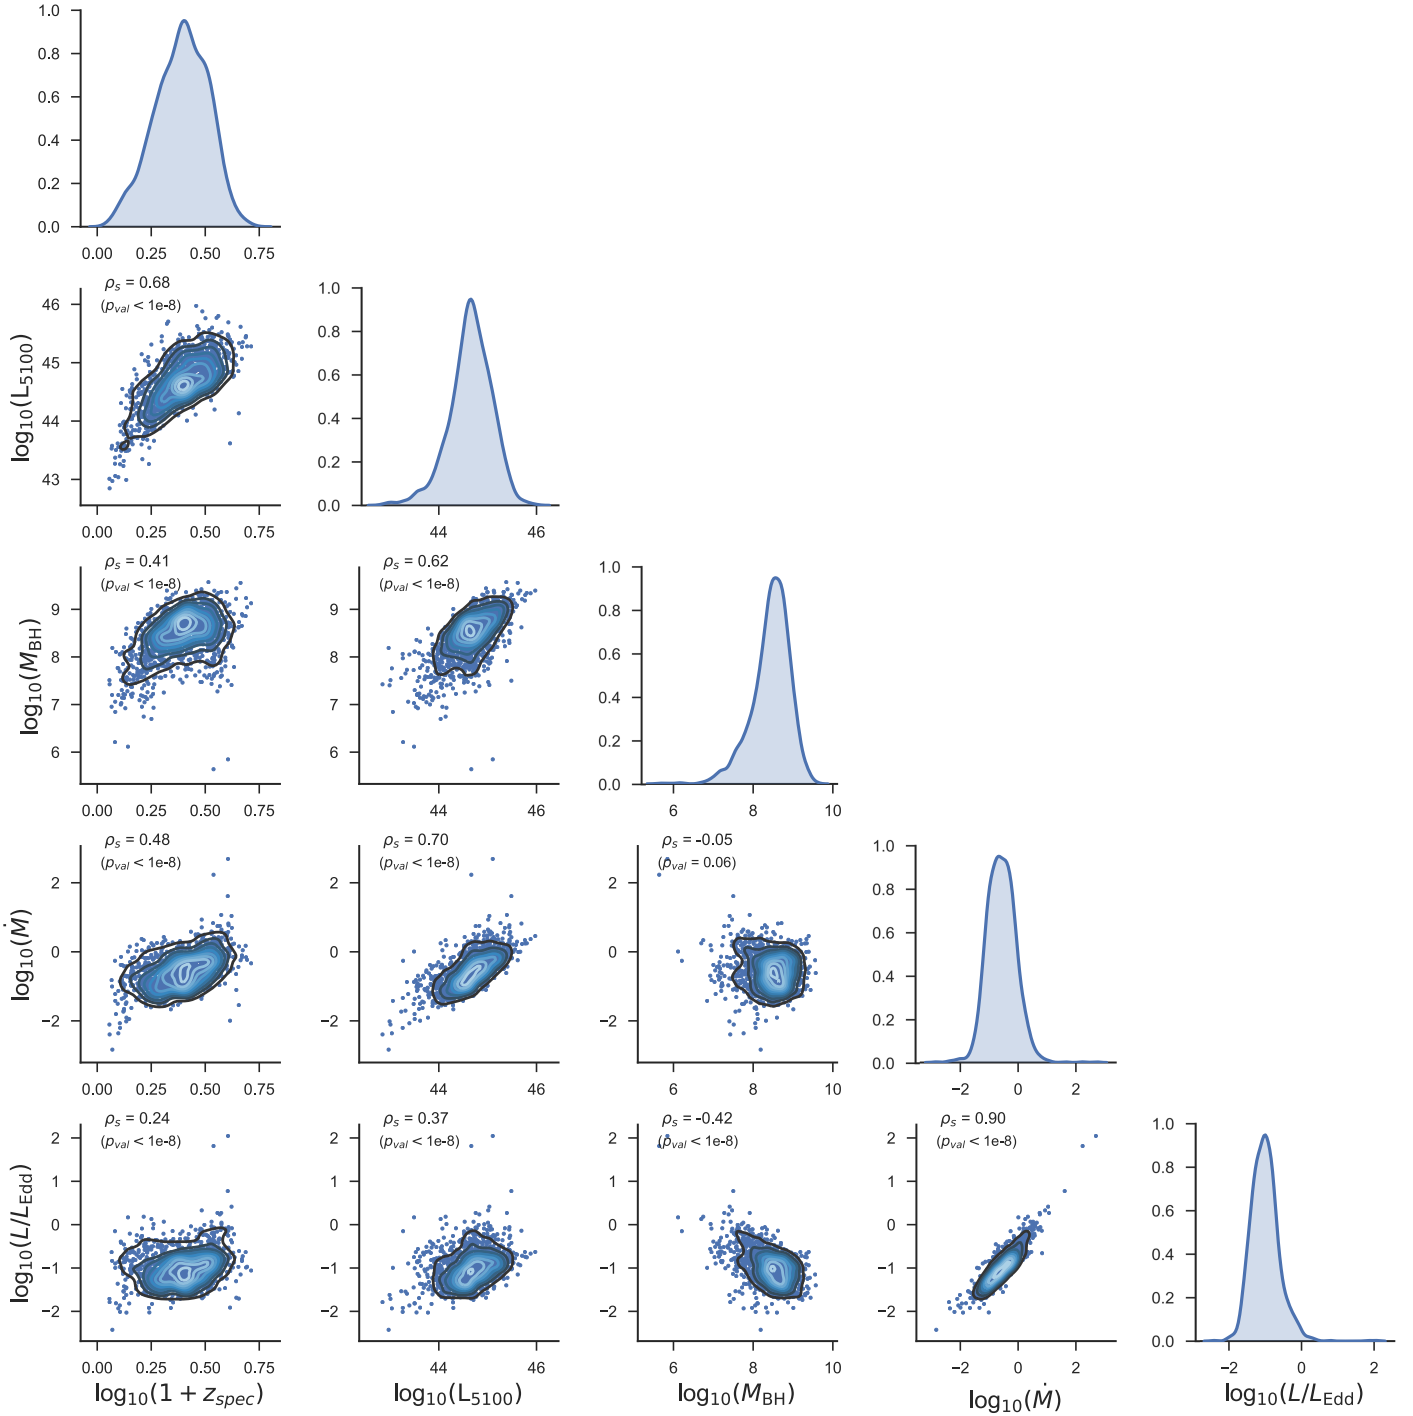 1.0
0.8
0.6
0.4
0.2
0.0
0.00 0.25 0.50 0.75
ρs = 0.68
(pval < 1e-8)
46
45
44
43
log10(L5100)
0.00 0.25 0.50 0.75
1.0
0.8
0.6
0.4
0.2
0.0
44 46
ρs = 0.41
(pval < 1e-8)
9
8
7
6
log10(MBH)
0.00 0.25 0.50 0.75
ρs = 0.62
(pval < 1e-8)
44 46
1.0
0.8
0.6
0.4
0.2
0.0
6 8 10
ρs = 0.48
(pval < 1e-8)
2
0
−2
log10(Ṁ)
0.00 0.25 0.50 0.75
ρs = 0.70
(pval < 1e-8)
44 46
ρs = -0.05
(pval = 0.06)
6 8 10
1.0
0.8
0.6
0.4
0.2
0.0
−2 0 2
ρs = 0.24
(pval < 1e-8)
2
1
0
−1
−2
log10(L/LEdd)
0.00 0.25 0.50 0.75
log10(1 + zspec)
ρs = 0.37
(pval < 1e-8)
44 46
log10(L5100)
ρs = -0.42
(pval < 1e-8)
6 8 10
log10(MBH)
ρs = 0.90
(pval < 1e-8)
−2 0 2
log10(Ṁ)
1.0
0.8
0.6
0.4
0.2
0.0
−2 0 2
log10(L/LEdd)